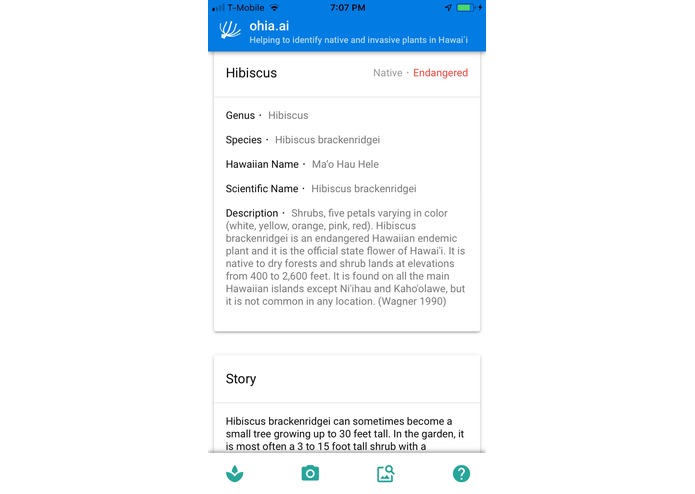 T-Mobile 7:07 PM
ohia.ai
Helping to identify native and invasive plants in Hawai'i
Hibiscus Native · Endangered
Genus · Hibiscus
Species · Hibiscus brackenridgei
Hawaiian Name · Ma'o Hau Hele
Scientific Name · Hibiscus brackenridgei
Description · Shrubs, five petals varying in color
(white, yellow, orange, pink, red). Hibiscus
brackenridgei is an endangered Hawaiian endemic
plant and it is the official state flower of Hawai'i. It is
native to dry forests and shrub lands at elevations
from 400 to 2,600 feet. It is found on all the main
Hawaiian islands except Ni'ihau and Kaho'olawe, but
it is not common in any location. (Wagner 1990)
Story
Hibiscus brackenridgei can sometimes become a
small tree growing up to 30 feet tall. In the garden, it
is most often a 3 to 15 foot tall shrub with a